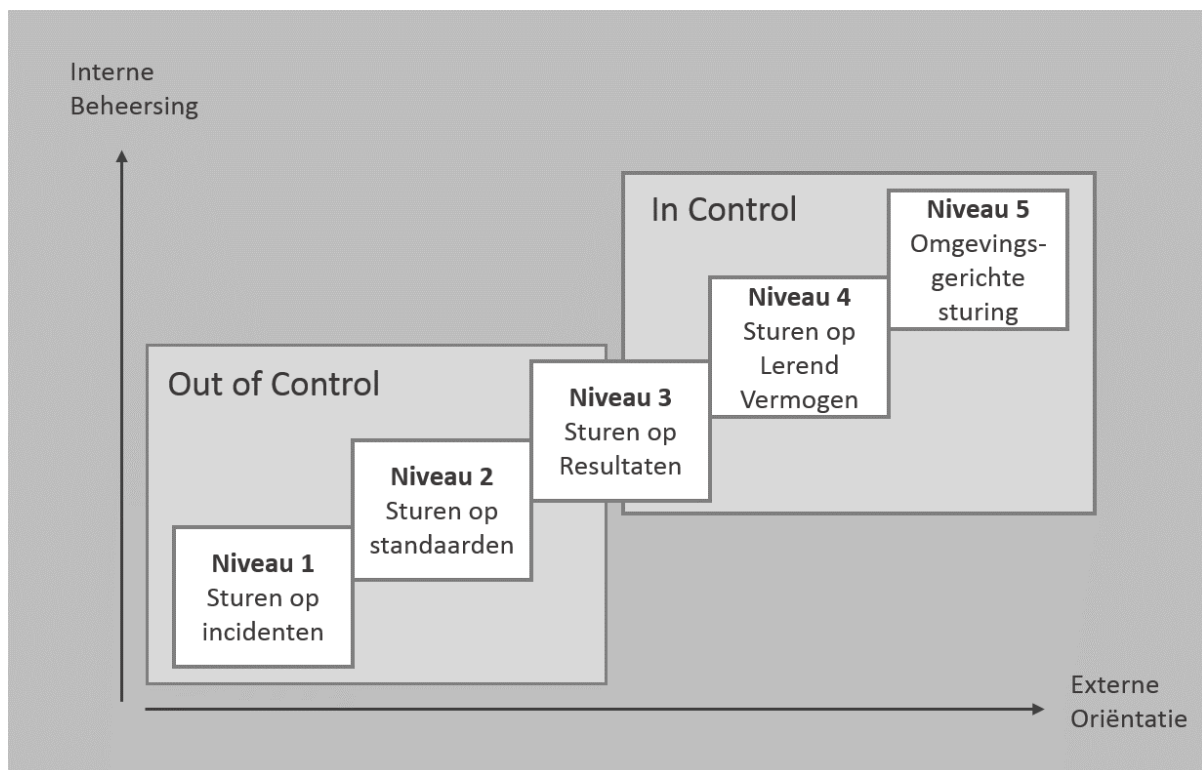 Interne
Beheersing
In Control
Niveau 5
Omgevings-
gerichte
sturing
Niveau 4
Sturen op
Lerend
Vermogen
Out of Control
Niveau 3
Sturen op
Resultaten
Niveau 2
Sturen op
standaarden
Niveau 1
Sturen op
incidenten
Externe
Oriëntatie